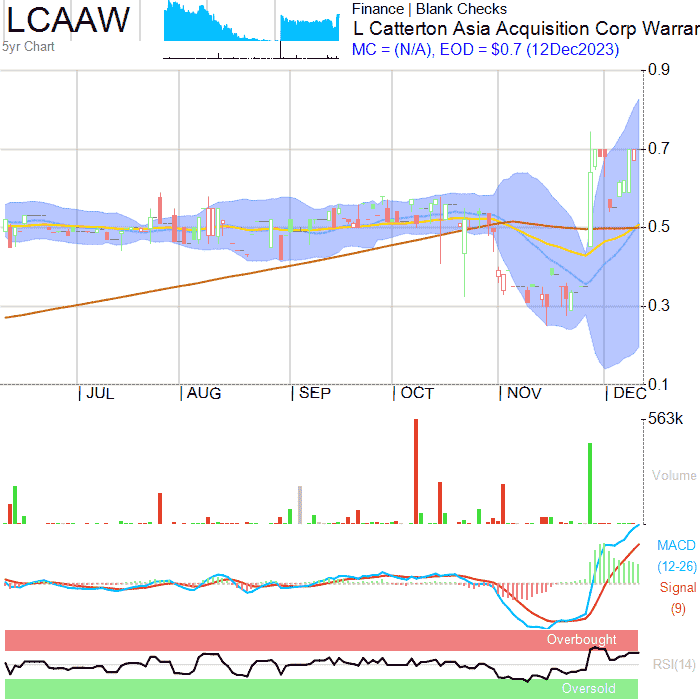 LCAAW
5yr Chart
Finance | Blank Checks
L Catterton Asia Acquisition Corp Warrar
MC = (N/A), EOD = $0.7 (12Dec2023)
0.9
0.7
0.5
0.3
0.1
JUL AUG SEP OCT NOV DEC
563k
Volume
MACD
(12-26)
Signal
(9)
Overbought
RSI(14)
Oversold